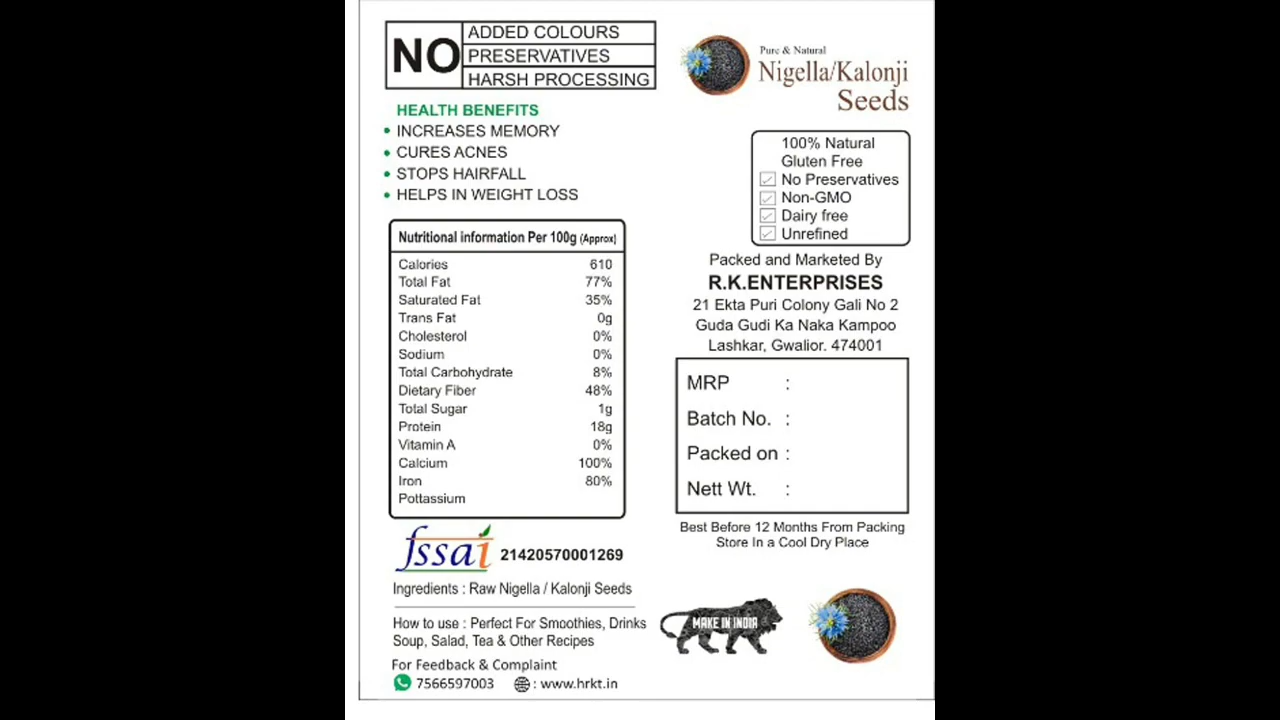 NO
ADDED COLOURS
PRESERVATIVES
HARSH PROCESSING
HEALTH BENEFITS
• INCREASES MEMORY
• CURES ACNES
• STOPS HAIRFALL
• HELPS IN WEIGHT LOSS
Nutritional information Per 100g (Approx)
Calories 610
Total Fat 77%
Saturated Fat 35%
Trans Fat 0g
Cholesterol 0%
Sodium 0%
Total Carbohydrate 8%
Dietary Fiber 48%
Total Sugar 1g
Protein 18g
Vitamin A 0%
Calcium 100%
Iron 80%
Pottassium
fssai 21420570001269
Ingredients : Raw Nigella / Kalonji Seeds
How to use : Perfect For Smoothies, Drinks
Soup, Salad, Tea & Other Recipes
For Feedback & Complaint
7566597003 : www.hrkt.in
Pure & Natural
Nigella/Kalonji
Seeds
100% Natural
Gluten Free
No Preservatives
Non-GMO
Dairy free
Unrefined
Packed and Marketed By
R.K.ENTERPRISES
21 Ekta Puri Colony Gali No 2
Guda Gudi Ka Naka Kampoo
Lashkar, Gwalior. 474001
MRP :
Batch No. :
Packed on :
Nett Wt. :
Best Before 12 Months From Packing
Store In a Cool Dry Place
MAKE IN INDIA